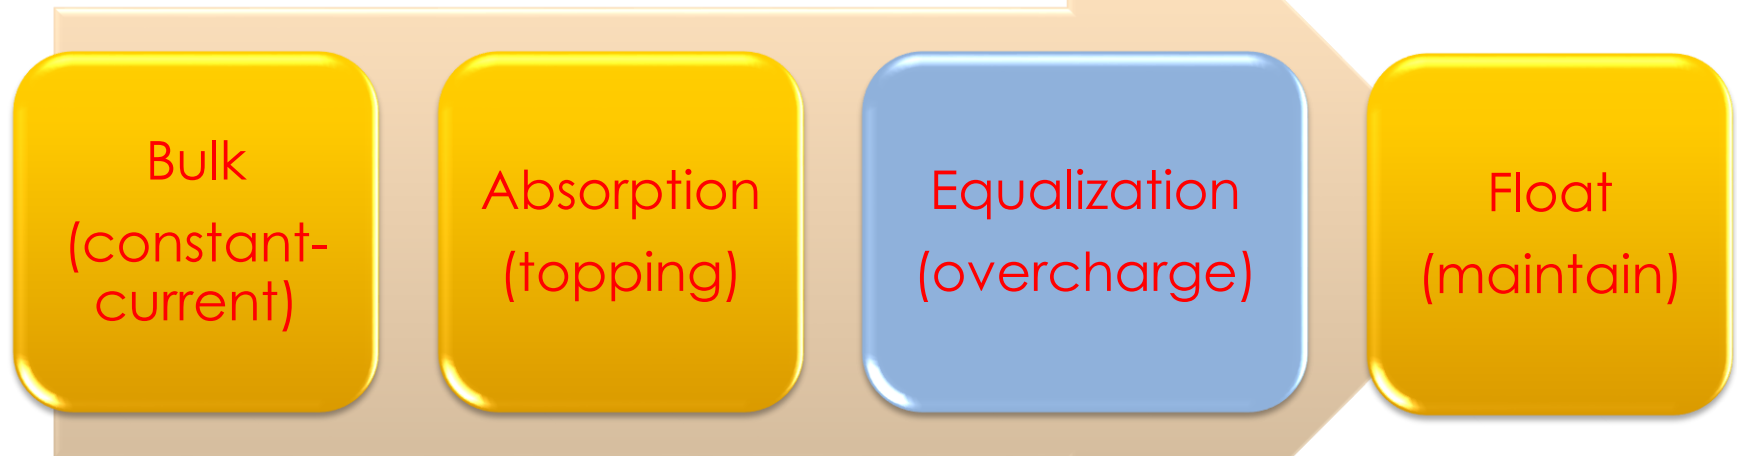 Bulk
(constant-
current)
Absorption
(topping)
Equalization
(overcharge)
Float
(maintain)